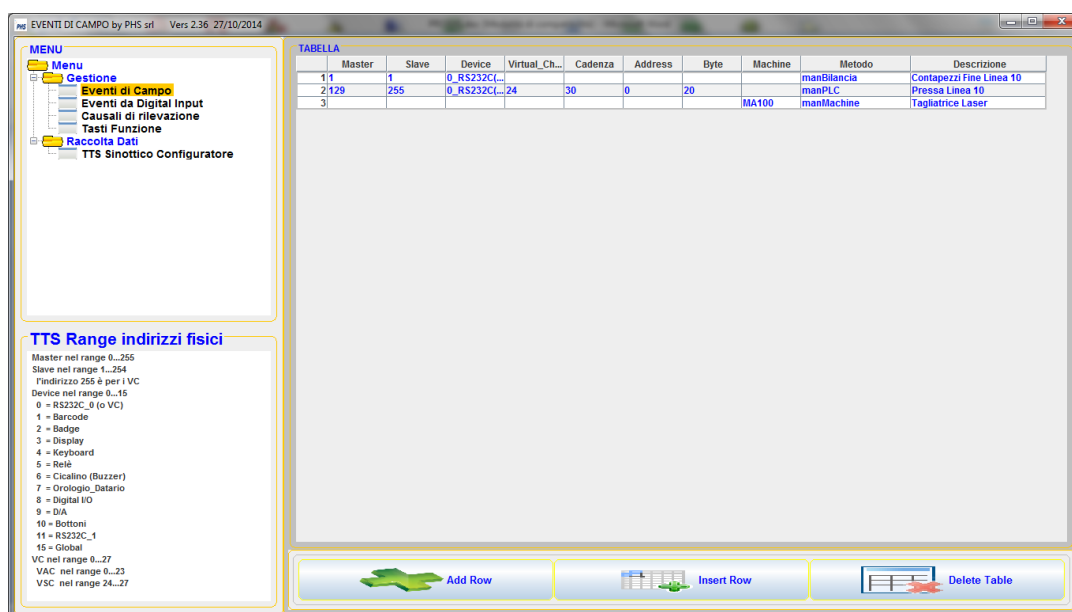 PHS EVENTI DI CAMPO by PHS srl Vers 2.36 27/10/2014
MENU
Menu
Gestione
Eventi di Campo
Eventi da Digital Input
Causali di rilevazione
Tasti Funzione
Raccolta Dati
TTS Sinottico Configuratore
TTS Range indirizzi fisici
Master nel range 0...255
Slave nel range 1...254
l'indirizzo 255 è per i VC
Device nel range 0...15
0 = RS232C_0 (o VC)
1 = Barcode
2 = Badge
3 = Display
4 = Keyboard
5 = Relè
6 = Cicalino (Buzzer)
7 = Orologio_Datario
8 = Digital I/O
9 = D/A
10 = Bottoni
11 = RS232C_1
15 = Global
VC nel range 0...27
VAC nel range 0...23
VSC nel range 24...27
TABELLA
Master Slave Device Virtual_Ch... Cadenza Address Byte Machine Metodo Descrizione
1 1 1 0_RS232C(... manBilancia Contapezzi Fine Linea 10
2 129 255 0_RS232C(... 24 30 0 20 manPLC Pressa Linea 10
3 MA100 manMachine Tagliatrice Laser
Add Row Insert Row Delete Table